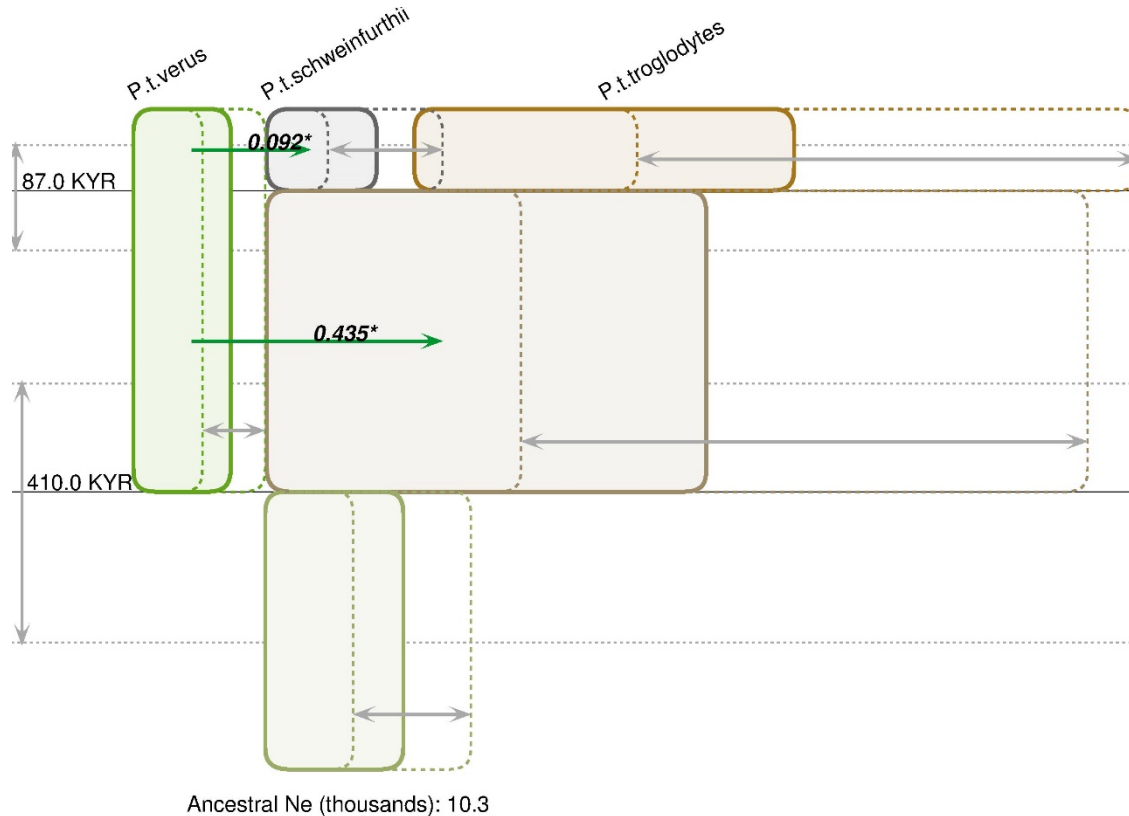 P.t.verus
P.t.schweinfurthii
P.t.troglodytes
0.092*
87.0 KYR
0.435*
410.0 KYR
Ancestral Ne (thousands): 10.3